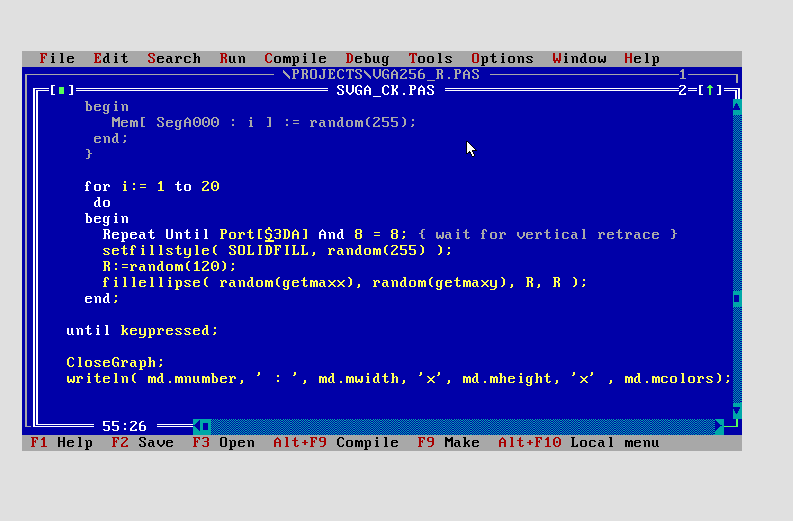 File Edit Search Run Compile Debug Tools Options Window Help
\PROJECTS\VGA256_R.PAS 1
[■] SVGA_CK.PAS 2=[↑]
begin
Mem[ SegA000 : i ] := random(255);
end;
}
for i:= 1 to 20
do
begin
Repeat Until Port[$3DA] And 8 = 8; { wait for vertical retrace }
setfillstyle( SOLIDFILL, random(255) );
R:=random(120);
fillellipse( random(getmaxx), random(getmaxy), R, R );
end;
until keypressed;
CloseGraph;
writeln( md.mnumber, ' : ', md.mwidth, 'x', md.mheight, 'x' , md.mcolors);
55:26
F1 Help F2 Save F3 Open Alt+F9 Compile F9 Make Alt+F10 Local menu